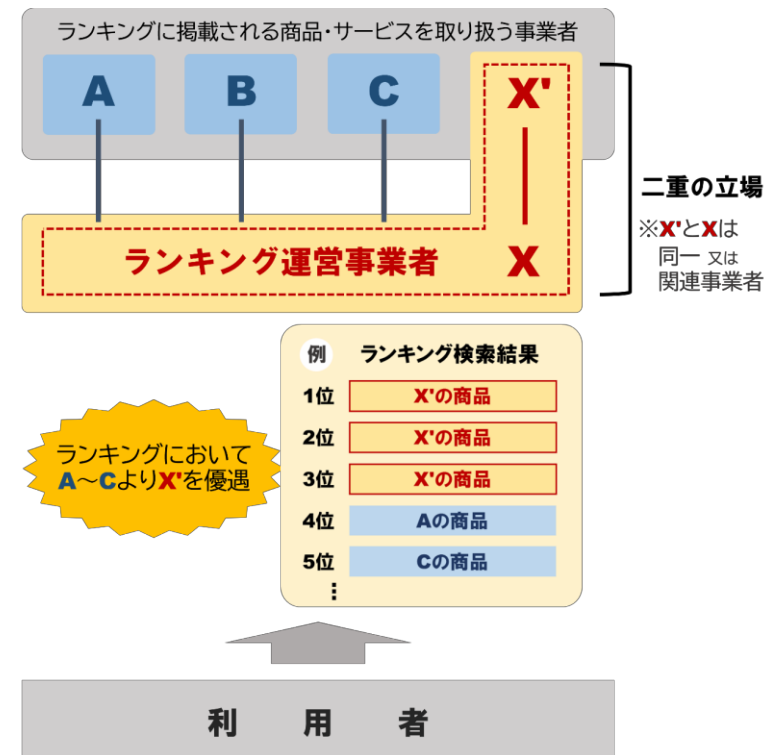 ランキングに掲載される商品・サービスを取り扱う事業者
A B C X'
二重の立場
※X'とXは
同一 又は
関連事業者
ランキング運営事業者 X
例 ランキング検索結果
1位 X'の商品
2位 X'の商品
3位 X'の商品
4位 Aの商品
5位 Cの商品
⋮
ランキングにおいて
A～CよりX'を優遇
利用者